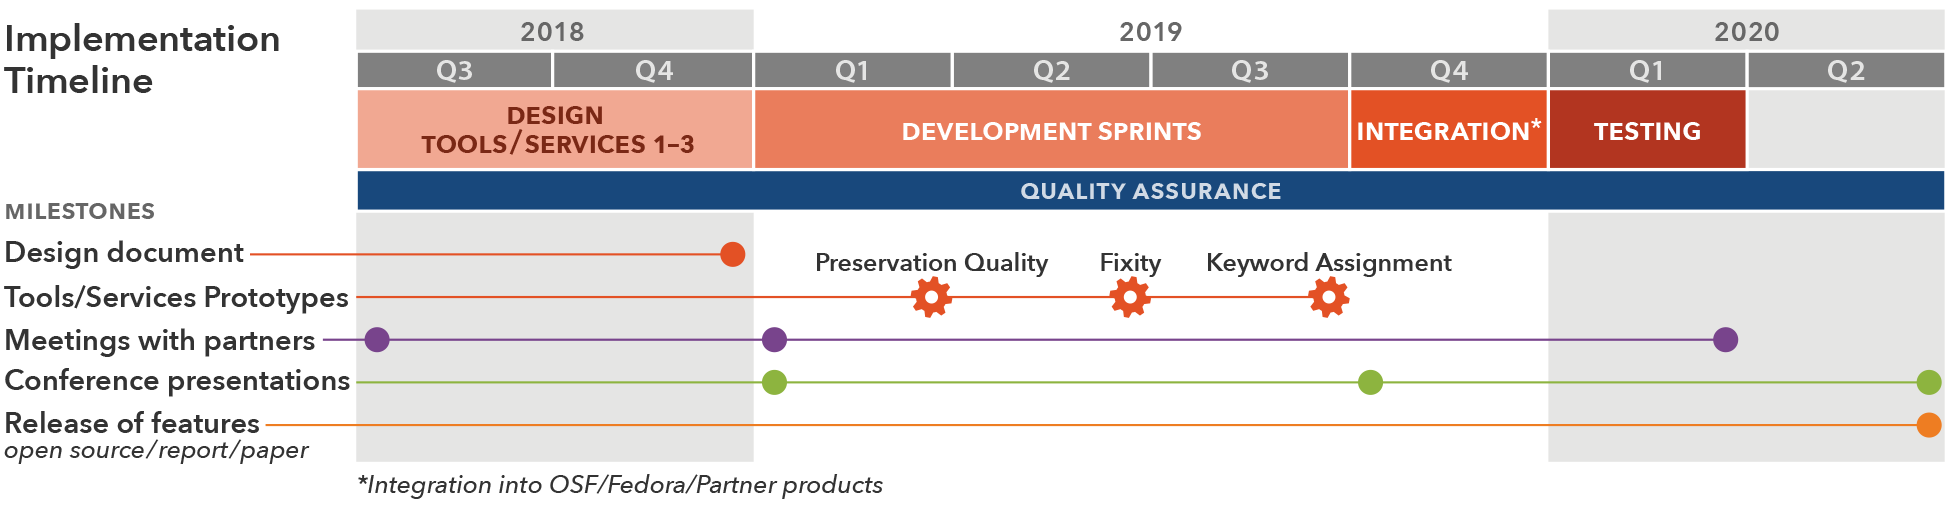 Implementation
Timeline
2018 2019 2020
Q3 Q4 Q1 Q2 Q3 Q4 Q1 Q2
DESIGN
TOOLS/SERVICES 1–3
DEVELOPMENT SPRINTS
INTEGRATION*
TESTING
QUALITY ASSURANCE
MILESTONES
Design document
Preservation Quality Fixity Keyword Assignment
Tools/Services Prototypes
Meetings with partners
Conference presentations
Release of features
open source/report/paper
*Integration into OSF/Fedora/Partner products